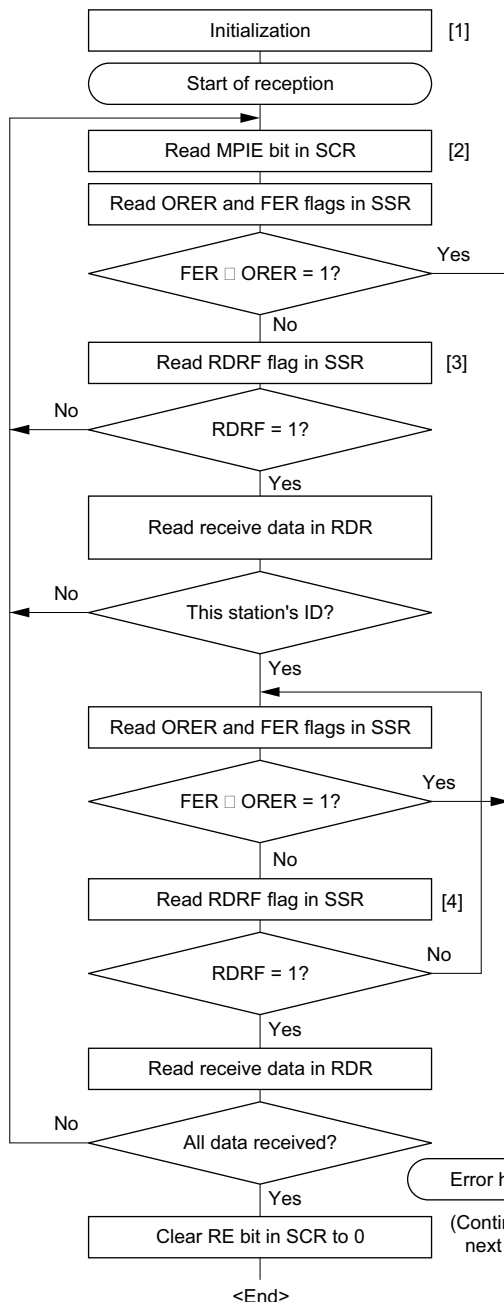 Initialization
[1]
Start of reception
Read MPIE bit in SCR
[2]
Read ORER and FER flags in SSR
FER □ ORER = 1?
Yes
No
Read RDRF flag in SSR
[3]
No
RDRF = 1?
Yes
Read receive data in RDR
No
This station's ID?
Yes
Read ORER and FER flags in SSR
FER □ ORER = 1?
Yes
No
Read RDRF flag in SSR
[4]
RDRF = 1?
No
Yes
Read receive data in RDR
No
All data received?
Error
Yes
Clear RE bit in SCR to 0
next
<End>